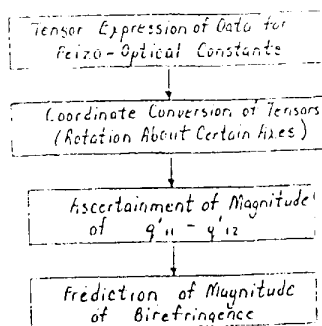 Tensor Expression of Data for
Peizo-Optical Constants
Coordinate Conversion of Tensors
(Rotation About Certain Axes)
Ascertainment of Magnitude
of q'11 - q'12
Prediction of Magnitude
of Birefringence